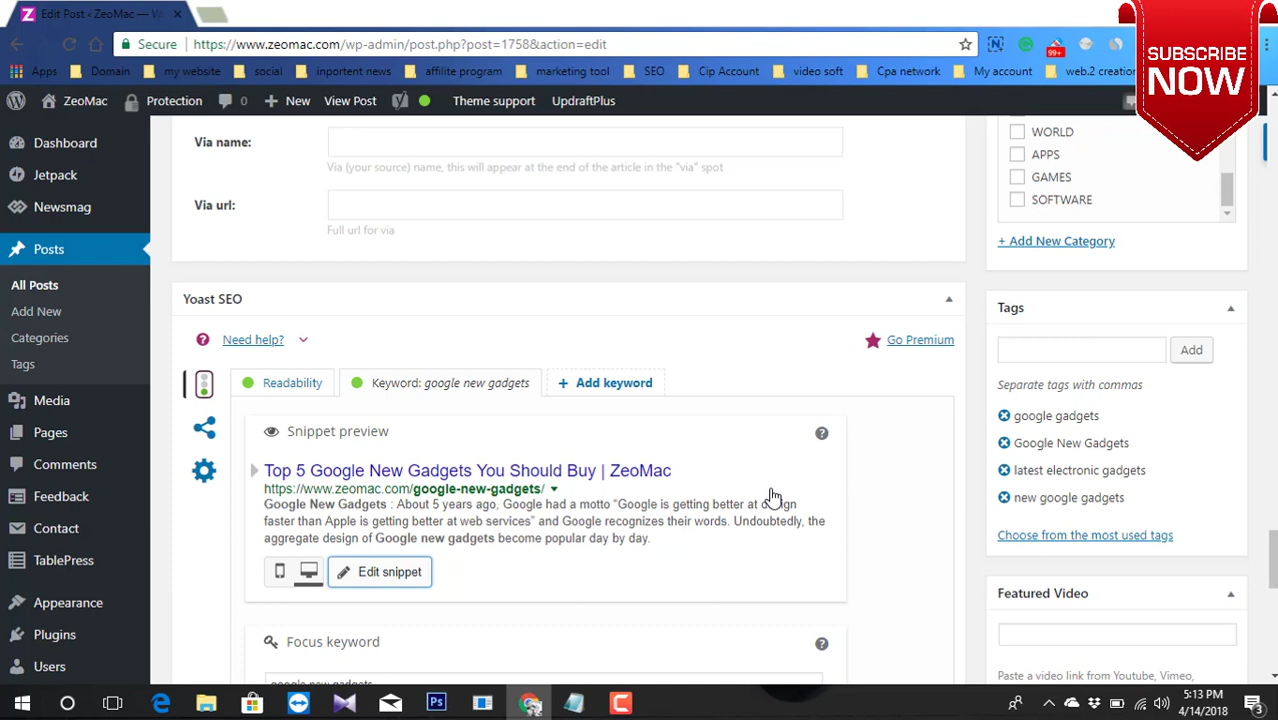 Edit Post ‹ ZeoMac — W
SUBSCRIBE
NOW
Secure
https://www.zeomac.com/wp-admin/post.php?post=1758&action=edit
99+
Apps
Domain
my website
social
inportent news
affilite program
marketing tool
SEO
Cip Account
video soft
Cpa network
My account
web.2 creation
ZeoMac
Protection
0
New
View Post
Theme support
UpdraftPlus
Dashboard
Jetpack
Newsmag
Posts
All Posts
Add New
Categories
Tags
Media
Pages
Comments
Feedback
Contact
TablePress
Appearance
Plugins
Users
Via name:
Via (your source) name, this will appear at the end of the article in the "via" spot
Via url:
Full url for via
Yoast SEO
Need help?
Go Premium
Readability
Keyword: google new gadgets
+ Add keyword
Snippet preview
Top 5 Google New Gadgets You Should Buy | ZeoMac
https://www.zeomac.com/google-new-gadgets/
Google New Gadgets : About 5 years ago, Google had a motto “Google is getting better at design
faster than Apple is getting better at web services” and Google recognizes their words. Undoubtedly, the
aggregate design of Google new gadgets become popular day by day.
Edit snippet
Focus keyword
google new gadgets
WORLD
APPS
GAMES
SOFTWARE
+ Add New Category
Tags
Add
Separate tags with commas
google gadgets
Google New Gadgets
latest electronic gadgets
new google gadgets
Choose from the most used tags
Featured Video
Paste a video link from Youtube, Vimeo,
Ps
5:13 PM
4/14/2018
3